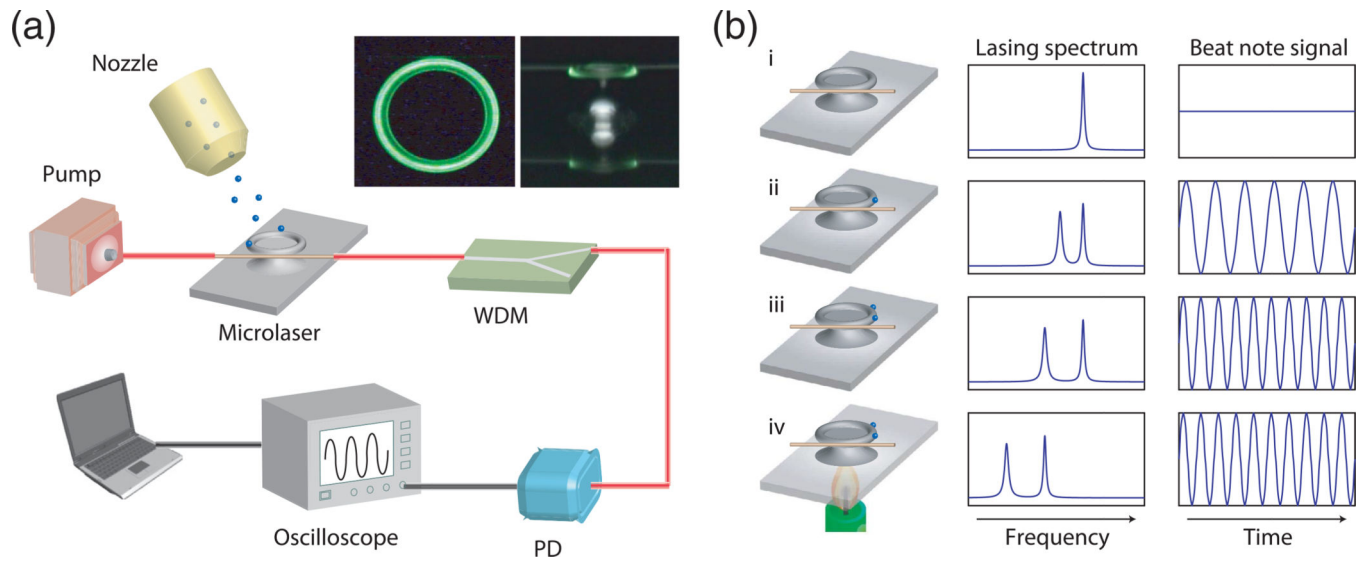 (a)
Nozzle
Pump
Microlaser
WDM
Oscilloscope
PD
(b)
Lasing spectrum
Beat note signal
i
ii
iii
iv
Frequency
Time